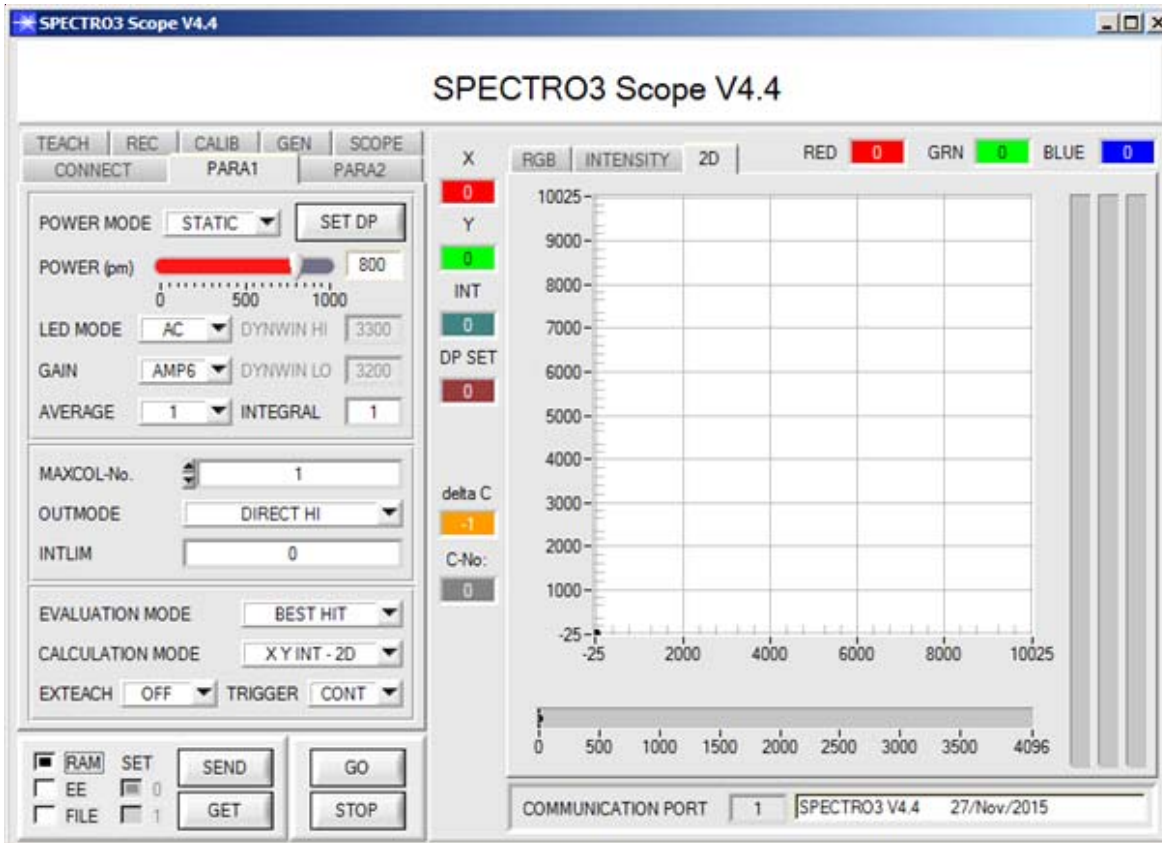 SPECTRO3 Scope V4.4
SPECTRO3 Scope V4.4
TEACH REC CALIB GEN SCOPE
CONNECT PARA1 PARA2
POWER MODE STATIC SET DP
POWER (pm) 800
0 500 1000
LED MODE AC DYNWIN HI 3300
GAIN AMP6 DYNWIN LO 3200
AVERAGE 1 INTEGRAL 1
MAXCOL-No. 1
OUTMODE DIRECT HI
INTLIM 0
EVALUATION MODE BEST HIT
CALCULATION MODE X Y INT - 2D
EXTEACH OFF TRIGGER CONT
RAM SET SEND GO
EE 0
FILE 1 GET STOP
X
0
Y
0
INT
0
DP SET
0
delta C
-1
C-No:
0
RGB INTENSITY 2D RED 0 GRN 0 BLUE 0
10025
9000
8000
7000
6000
5000
4000
3000
2000
1000
-25
-25 2000 4000 6000 8000 10025
0 500 1000 1500 2000 2500 3000 3500 4096
COMMUNICATION PORT 1 SPECTRO3 V4.4 27/Nov/2015